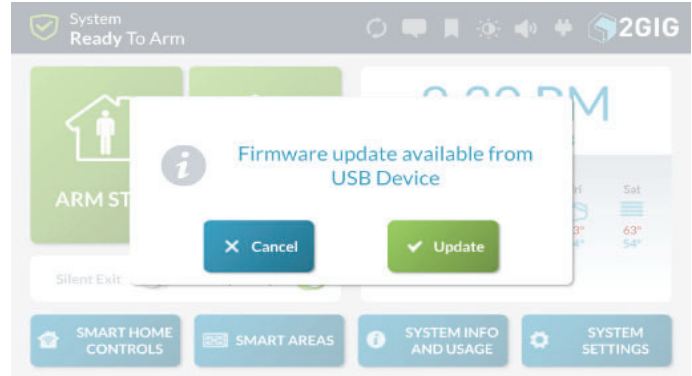 System
Ready To Arm
2GIG
Firmware update available from
USB Device
Cancel
Update
ARM ST
PM
Sat
63°
54°
Silent Exit
SMART HOME
CONTROLS
SMART AREAS
SYSTEM INFO
AND USAGE
SYSTEM
SETTINGS